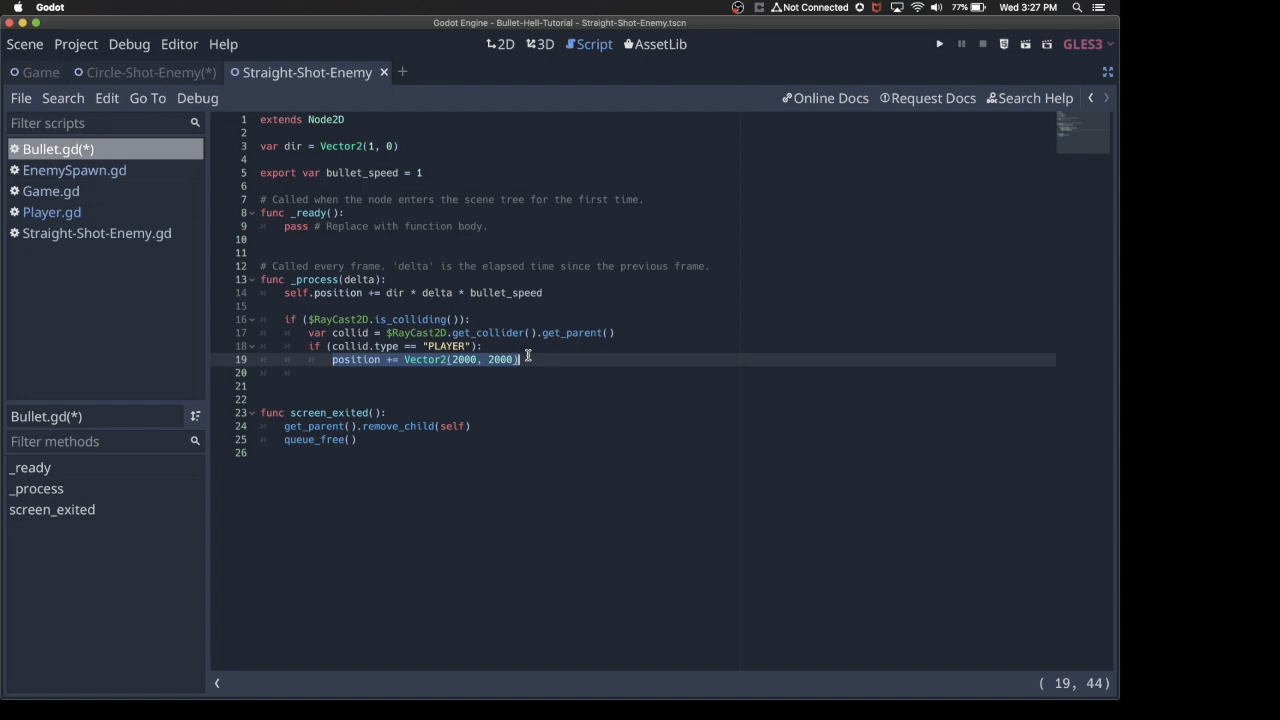 Godot
Not Connected
77%
Wed 3:27 PM
Godot Engine - Bullet-Hell-Tutorial - Straight-Shot-Enemy.tscn
Scene Project Debug Editor Help
2D 3D Script AssetLib
GLES3
Game Circle-Shot-Enemy(*) Straight-Shot-Enemy
File Search Edit Go To Debug
Online Docs Request Docs Search Help
Filter scripts
Bullet.gd(*)
EnemySpawn.gd
Game.gd
Player.gd
Straight-Shot-Enemy.gd
Bullet.gd(*)
Filter methods
_ready
_process
screen_exited
1 extends Node2D
2
3 var dir = Vector2(1, 0)
4
5 export var bullet_speed = 1
6
7 # Called when the node enters the scene tree for the first time.
8 func _ready():
9 pass # Replace with function body.
10
11
12 # Called every frame. 'delta' is the elapsed time since the previous frame.
13 func _process(delta):
14 self.position += dir * delta * bullet_speed
15
16 if ($RayCast2D.is_colliding()):
17 var collid = $RayCast2D.get_collider().get_parent()
18 if (collid.type == "PLAYER"):
19 position += Vector2(2000, 2000)
20
21
22
23 func screen_exited():
24 get_parent().remove_child(self)
25 queue_free()
26
( 19, 44)